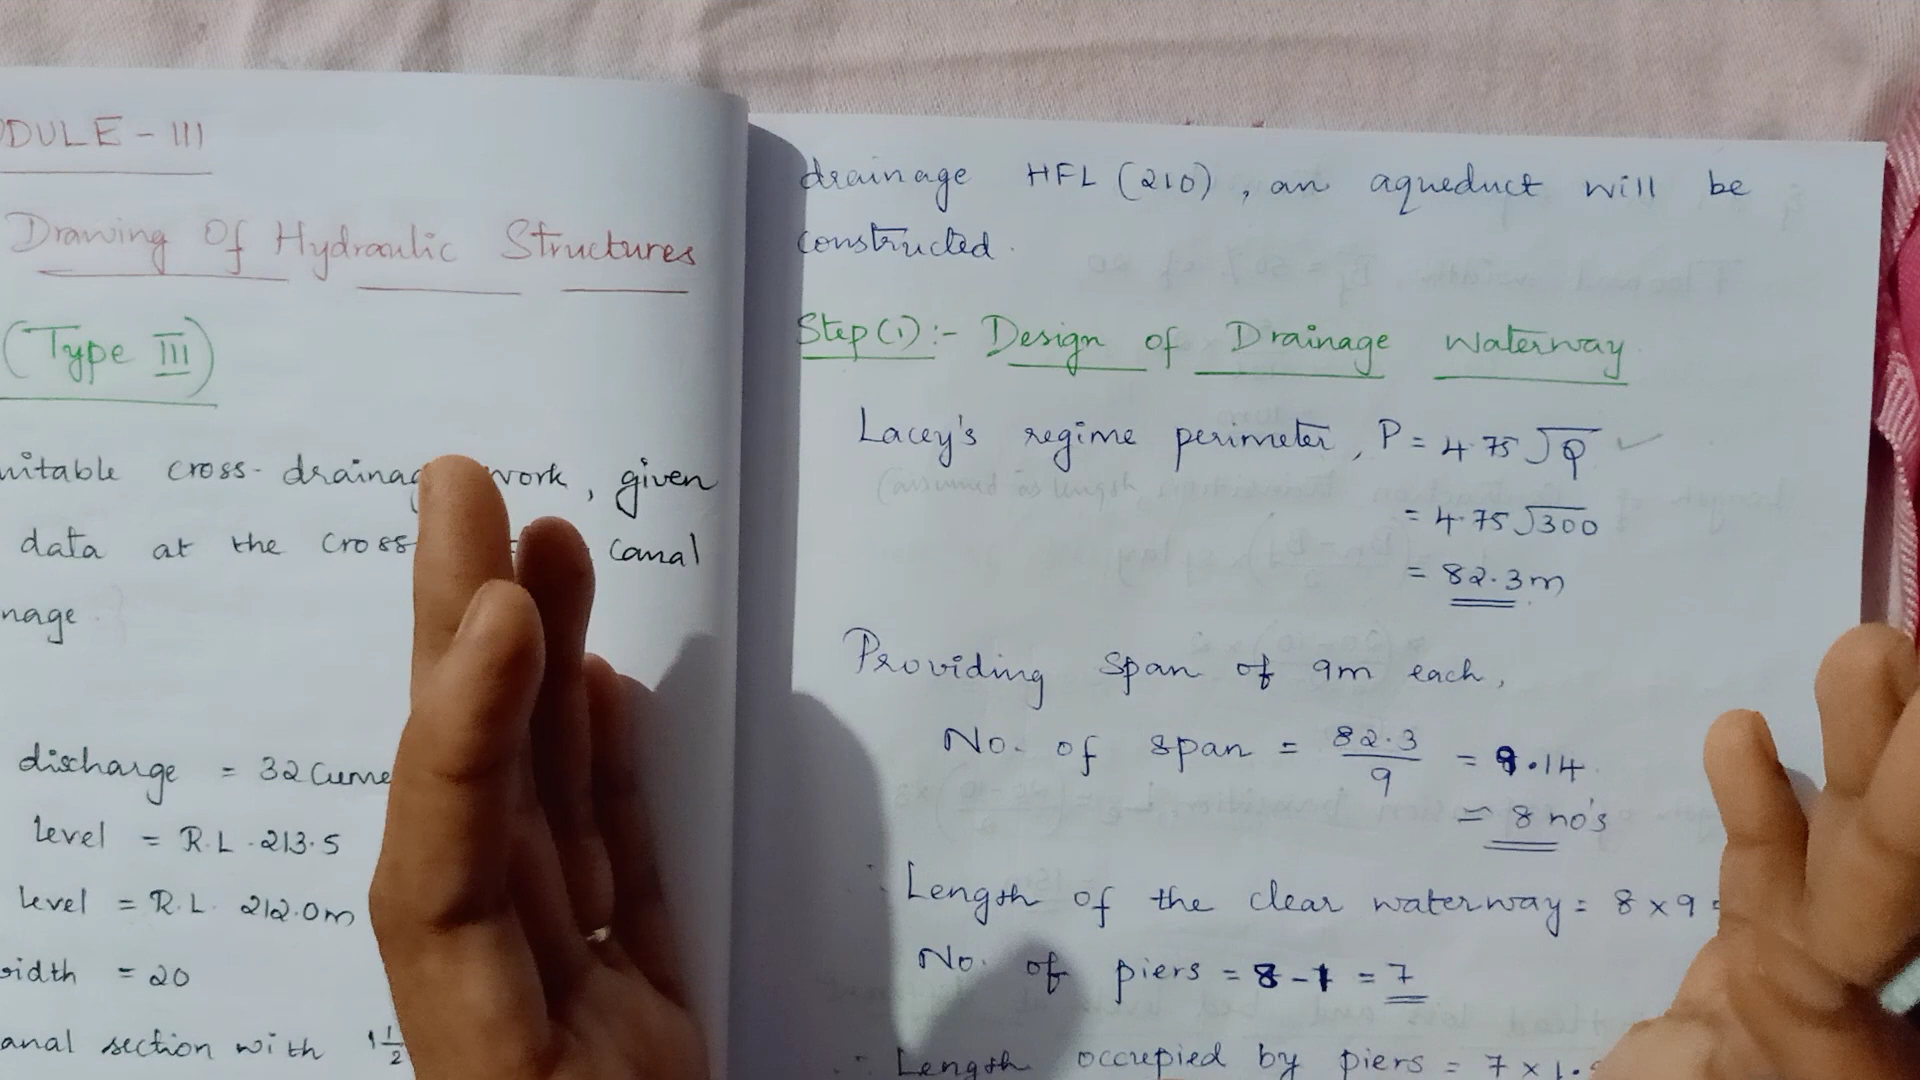 DULE - III
Drawing Of Hydraulic Structures
(Type III)
cross- work, given
data at the cross canal
nage
discharge = 32 Cume
level = R.L. 213.5
level = R.L. 212.0m
= 20
section with 1 1/2
drainage HFL (210), an aqueduct will be
constructed.
Step (1) :- Design of Drainage Waterway
Lacey's regime perimeter, P = 4.75 √Q
= 4.75 √300
= 82.3m
Providing span of 9m each,
No. of span = 82.3/9 = 9.14
= 8 no's
∴ Length of the clear waterway = 8 x 9 =
No. of piers = 8 - 1 = 7
∴ Length occupied by piers = 7 x 1.